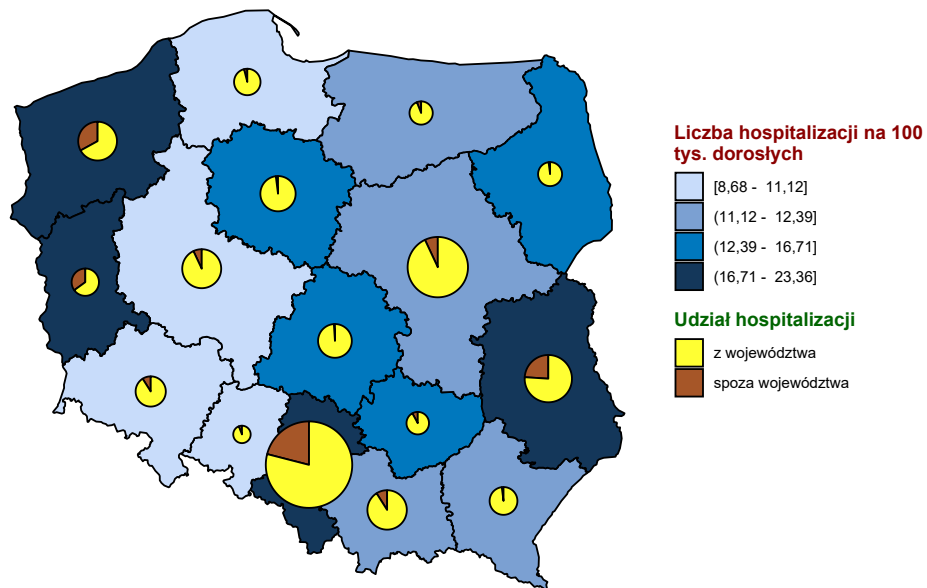 Liczba hospitalizacji na 100
tys. dorosłych
[8,68 - 11,12]
(11,12 - 12,39]
(12,39 - 16,71]
(16,71 - 23,36]
Udział hospitalizacji
z województwa
spoza województwa